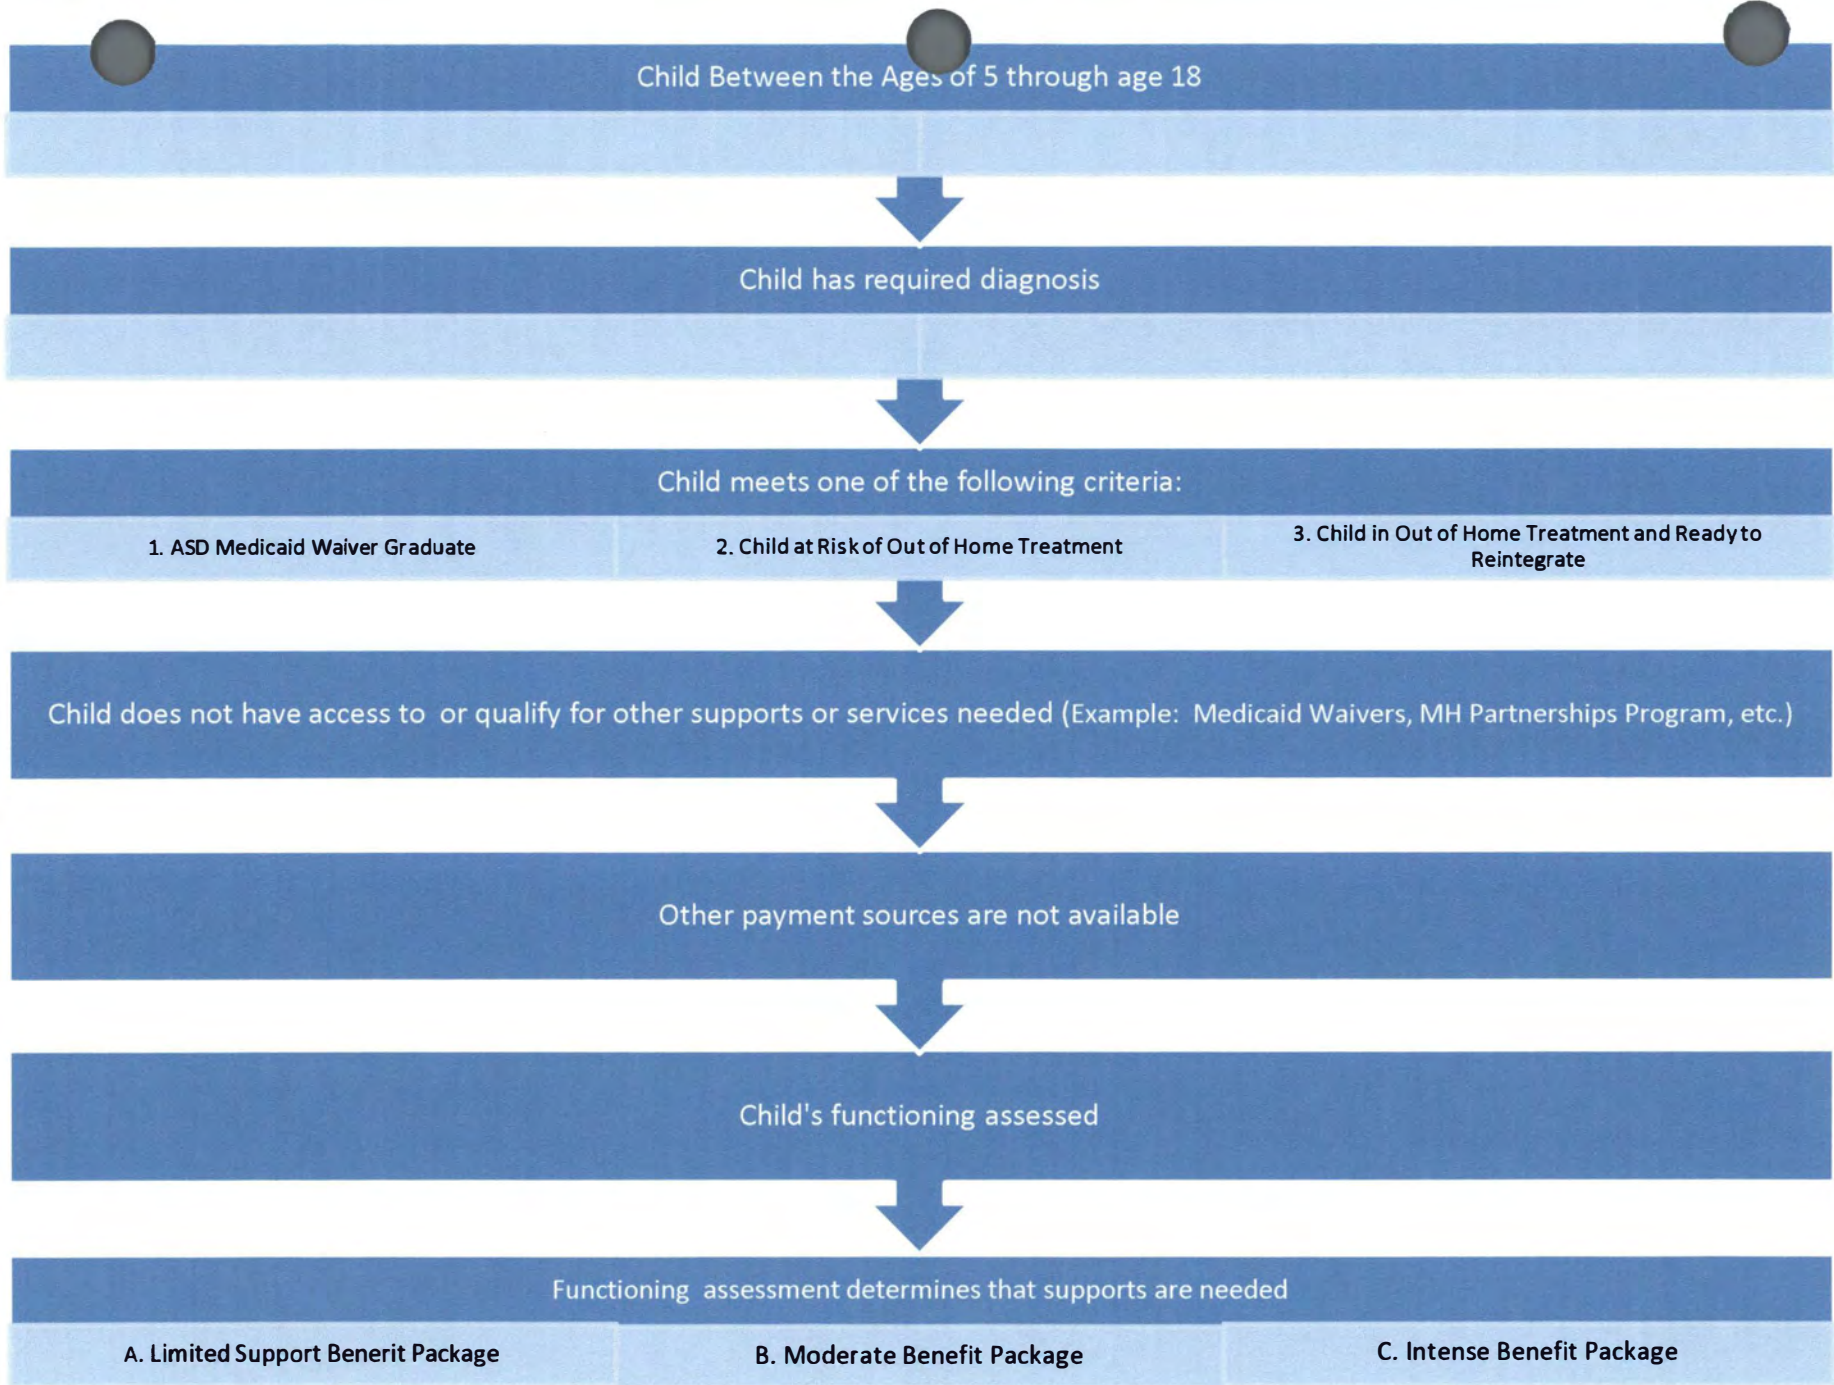 Child Between the Ages of 5 through age 18
Child has required diagnosis
Child meets one of the following criteria:
1. ASD Medicaid Waiver Graduate
2. Child at Risk of Out of Home Treatment
3. Child in Out of Home Treatment and Ready to
Reintegrate
Child does not have access to or qualify for other supports or services needed (Example: Medicaid Waivers, MH Partnerships Program, etc.)
Other payment sources are not available
Child's functioning assessed
Functioning assessment determines that supports are needed
A. Limited Support Benerit Package
B. Moderate Benefit Package
C. Intense Benefit Package